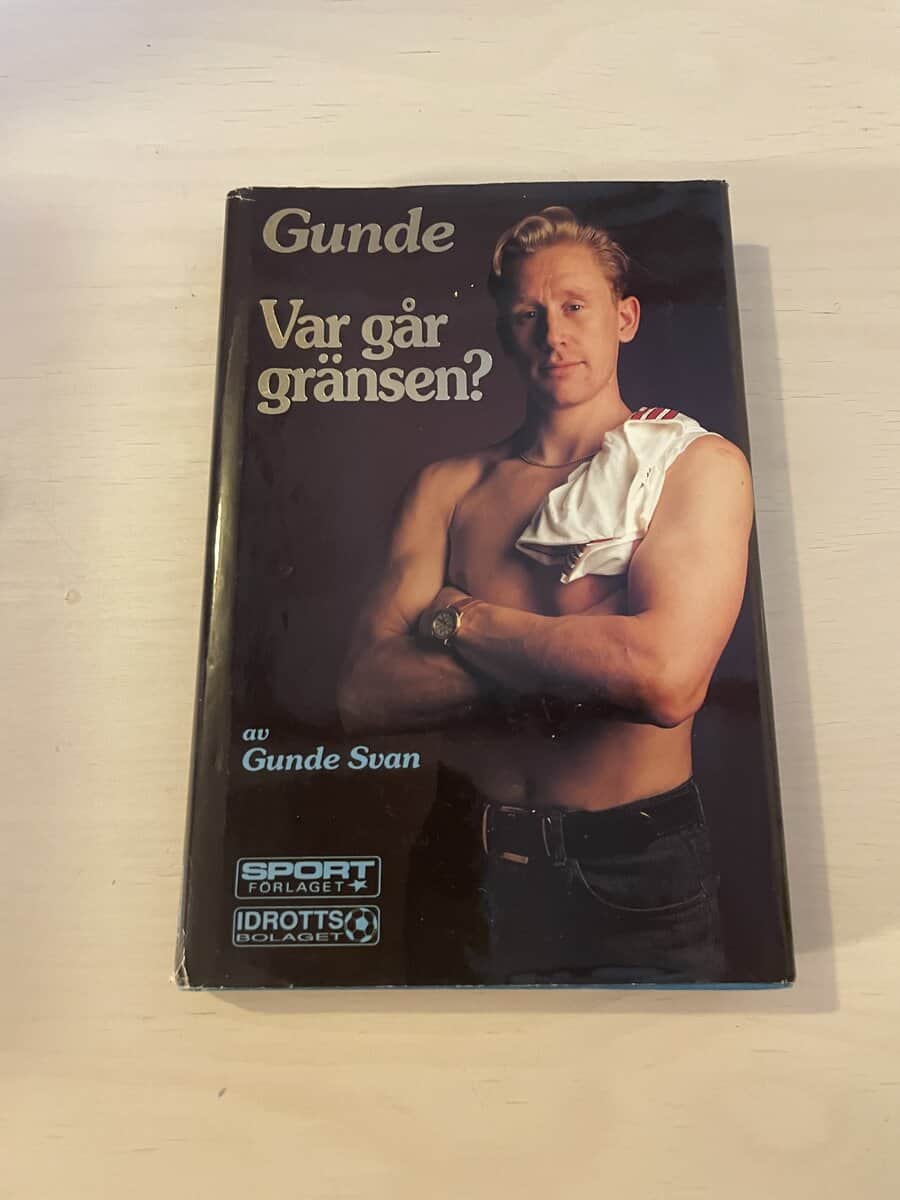 Gunde
Var går
gränsen?
av
Gunde Svan
SPORT
FÖRLAGET
IDROTTS
BOLAGET